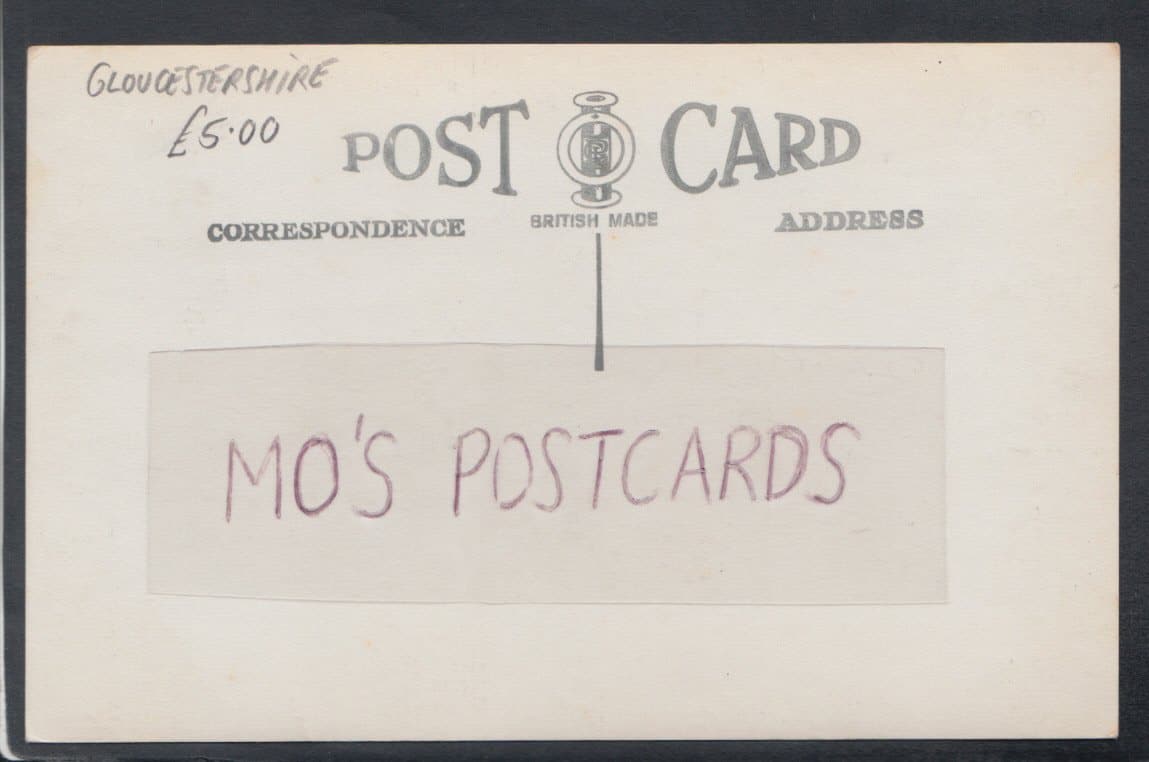 GLOUCESTERSHIRE
£5·00
POST CARD
CORRESPONDENCE
BRITISH MADE
ADDRESS
MO'S POSTCARDS